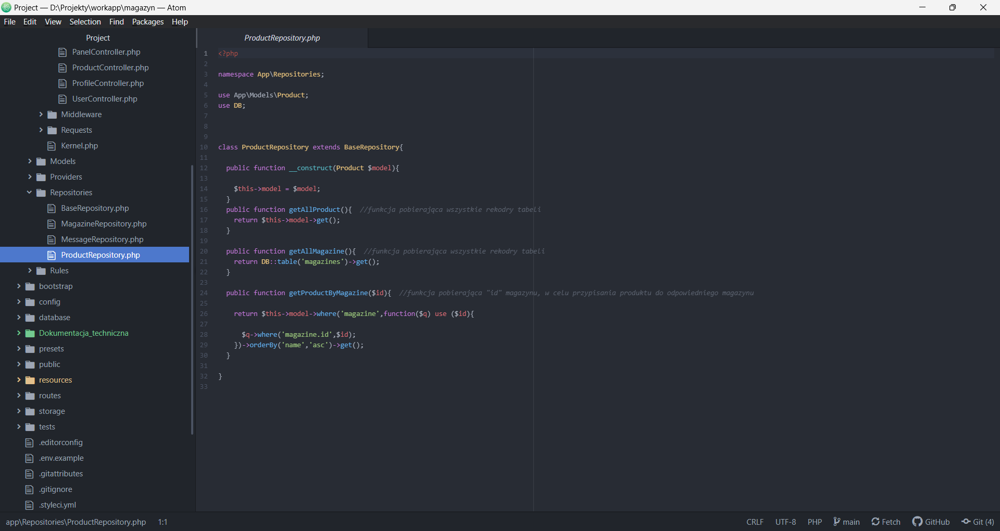 Project — D:\Projekty\workapp\magazyn — Atom
File Edit View Selection Find Packages Help
Project
PanelController.php
ProductController.php
ProfileController.php
UserController.php
Middleware
Requests
Kernel.php
Models
Providers
Repositories
BaseRepository.php
MagazineRepository.php
MessageRepository.php
ProductRepository.php
Rules
bootstrap
config
database
Dokumentacja_techniczna
presets
public
resources
routes
storage
tests
.editorconfig
.env.example
.gitattributes
.gitignore
.styleci.yml
ProductRepository.php
1 <?php
2
3 namespace App\Repositories;
4
5 use App\Models\Product;
6 use DB;
7
8
9
10 class ProductRepository extends BaseRepository{
11
12 public function __construct(Product $model){
13
14 $this->model = $model;
15 }
16 public function getAllProduct(){ //funkcja pobierająca wszystkie rekodry tabeli
17 return $this->model->get();
18 }
19
20 public function getAllMagazine(){ //funkcja pobierająca wszystkie rekodry tabeli
21 return DB::table('magazines')->get();
22 }
23
24 public function getProductByMagazine($id){ //funkcja pobierająca "id" magazynu, w celu przypisania produktu do odpowiedniego magazynu
25
26 return $this->model->where('magazine',function($q) use ($id){
27
28 $q->where('magazine.id',$id);
29 })->orderBy('name','asc')->get();
30 }
31
32 }
33
app\Repositories\ProductRepository.php 1:1
CRLF UTF-8 PHP main Fetch GitHub Git (4)